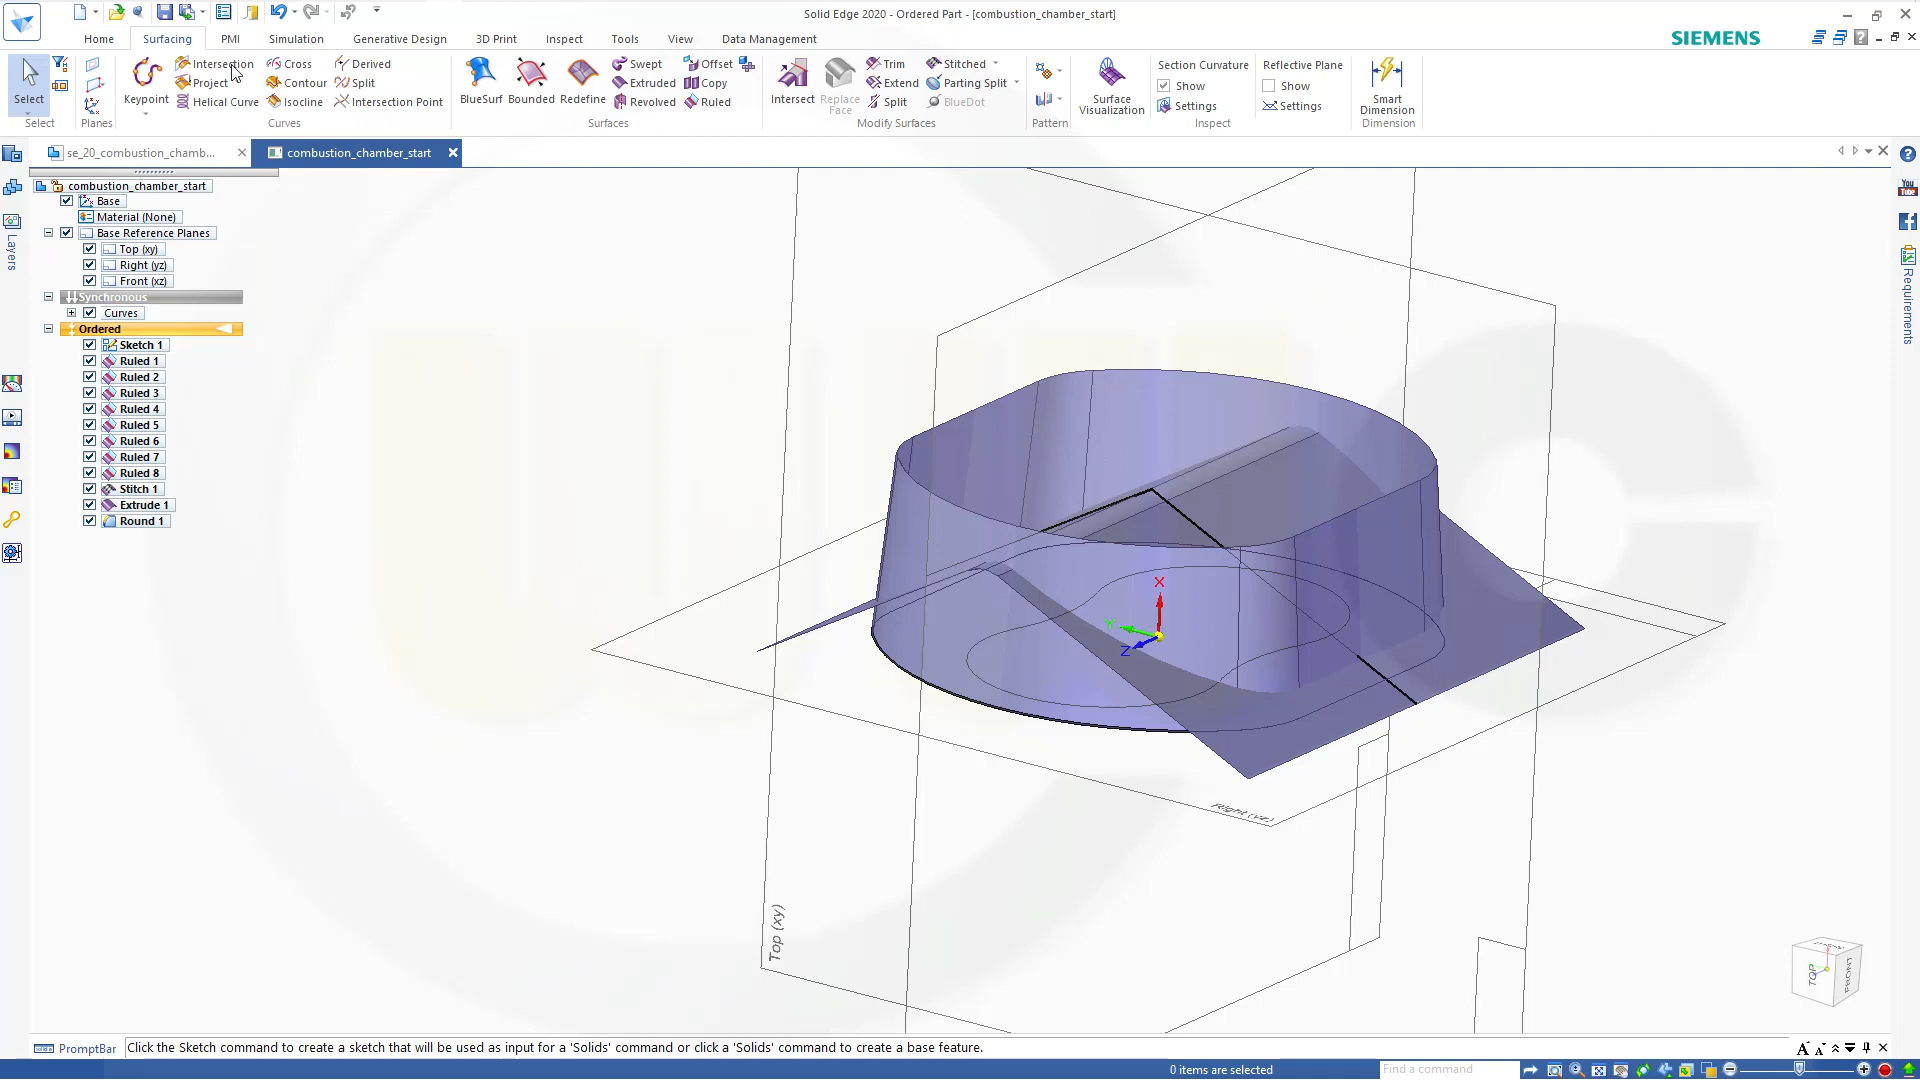 Solid Edge 2020 - Ordered Part - [combustion_chamber_start]
Home
Surfacing
PMI
Simulation
Generative Design
3D Print
Inspect
Tools
View
Data Management
SIEMENS
Select
Select
Planes
Keypoint
Intersection
Project
Helical Curve
Cross
Contour
Isocline
Derived
Split
Intersection Point
Curves
BlueSurf
Bounded
Redefine
Swept
Extruded
Revolved
Offset
Copy
Ruled
Surfaces
Intersect
Replace Face
Trim
Extend
Split
Stitched
Parting Split
BlueDot
Modify Surfaces
Pattern
Surface Visualization
Section Curvature
Show
Settings
Inspect
Reflective Plane
Show
Settings
Smart Dimension
Dimension
se_20_combustion_chamb...
combustion_chamber_start
Layers
combustion_chamber_start
Base
Material (None)
Base Reference Planes
Top (xy)
Right (yz)
Front (xz)
Synchronous
Curves
Ordered
Sketch 1
Ruled 1
Ruled 2
Ruled 3
Ruled 4
Ruled 5
Ruled 6
Ruled 7
Ruled 8
Stitch 1
Extrude 1
Round 1
X
Y
Z
Right (yz)
Top (xy)
TOP
FRONT
You Tube
Requirements
PromptBar
Click the Sketch command to create a sketch that will be used as input for a 'Solids' command or click a 'Solids' command to create a base feature.
0 items are selected
Find a command